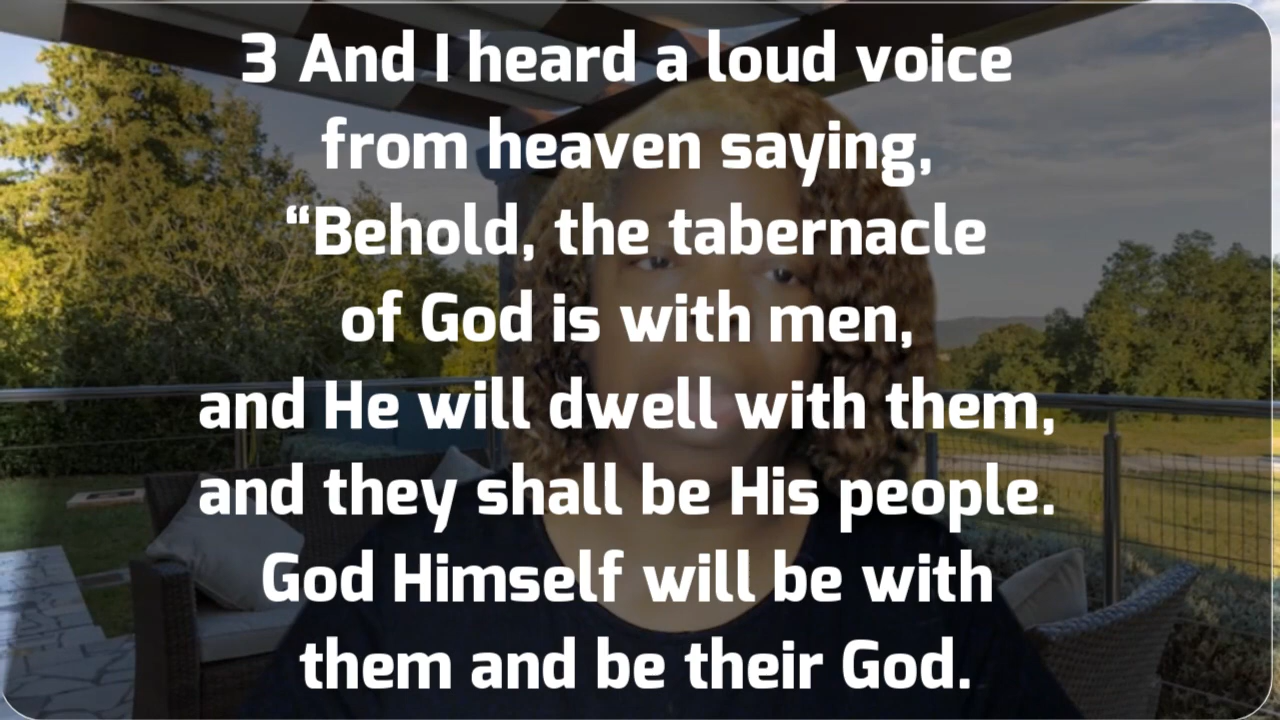 3 And I heard a loud voice
from heaven saying,
“Behold, the tabernacle
of God is with men,
and He will dwell with them,
and they shall be His people.
God Himself will be with
them and be their God.